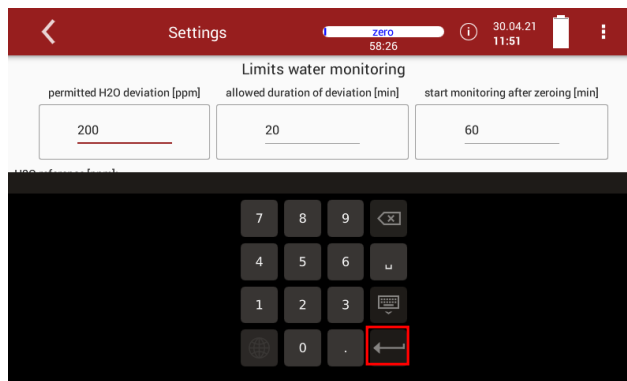 Settings
zero
58:26
30.04.21
11:51
Limits water monitoring
permitted H2O deviation [ppm] allowed duration of deviation [min] start monitoring after zeroing [min]
200 20 60
7 8 9
4 5 6
1 2 3
0 .